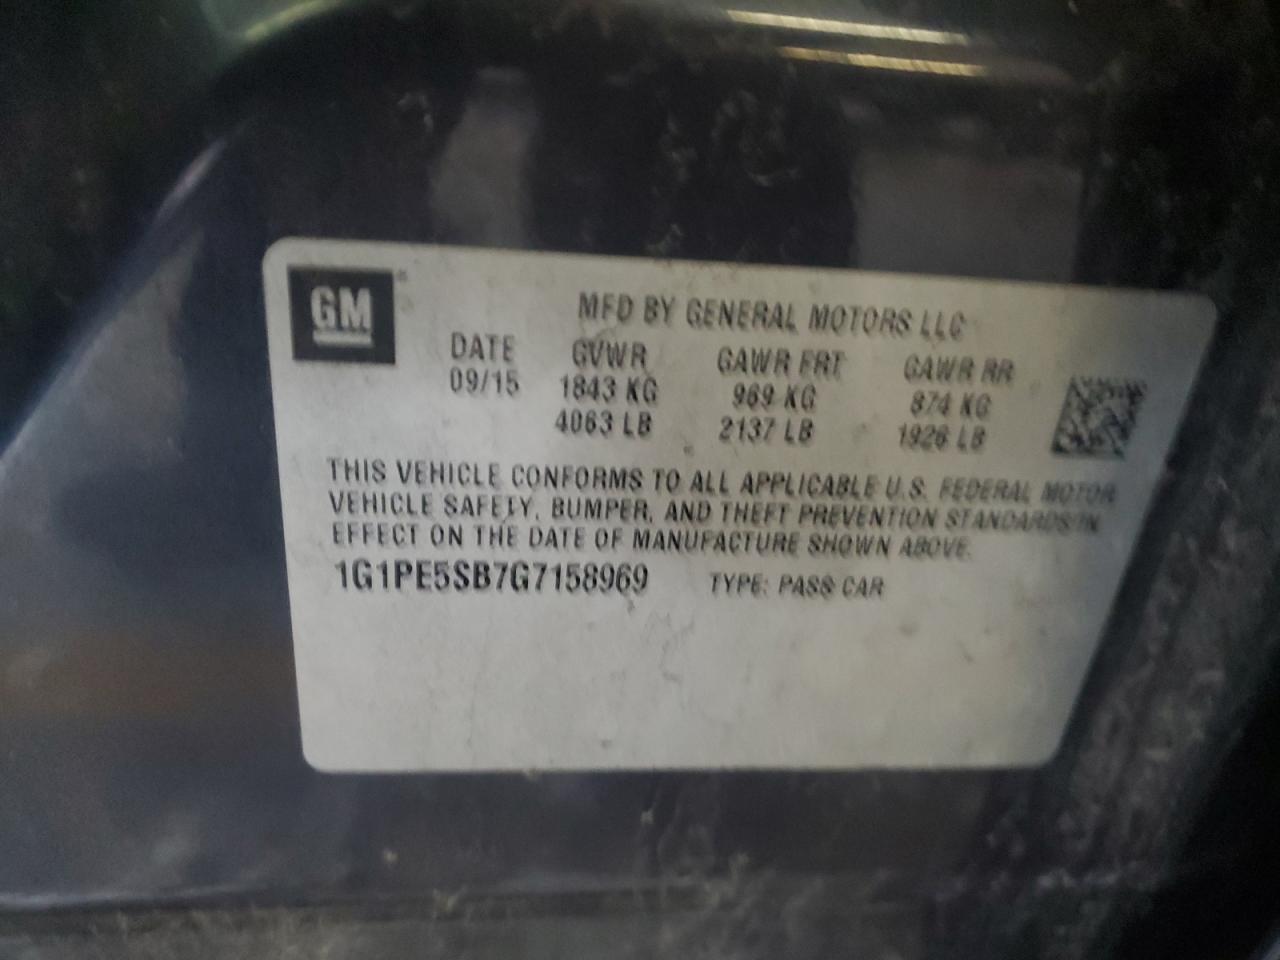 GM
MFD BY GENERAL MOTORS LLC
DATE GVWR GAWR FRT GAWR RR
09/15 1843 KG 969 KG 874 KG
4063 LB 2137 LB 1926 LB
THIS VEHICLE CONFORMS TO ALL APPLICABLE U.S. FEDERAL MOTOR
VEHICLE SAFETY, BUMPER, AND THEFT PREVENTION STANDARDS IN
EFFECT ON THE DATE OF MANUFACTURE SHOWN ABOVE.
1G1PE5SB7G7158969 TYPE: PASS CAR